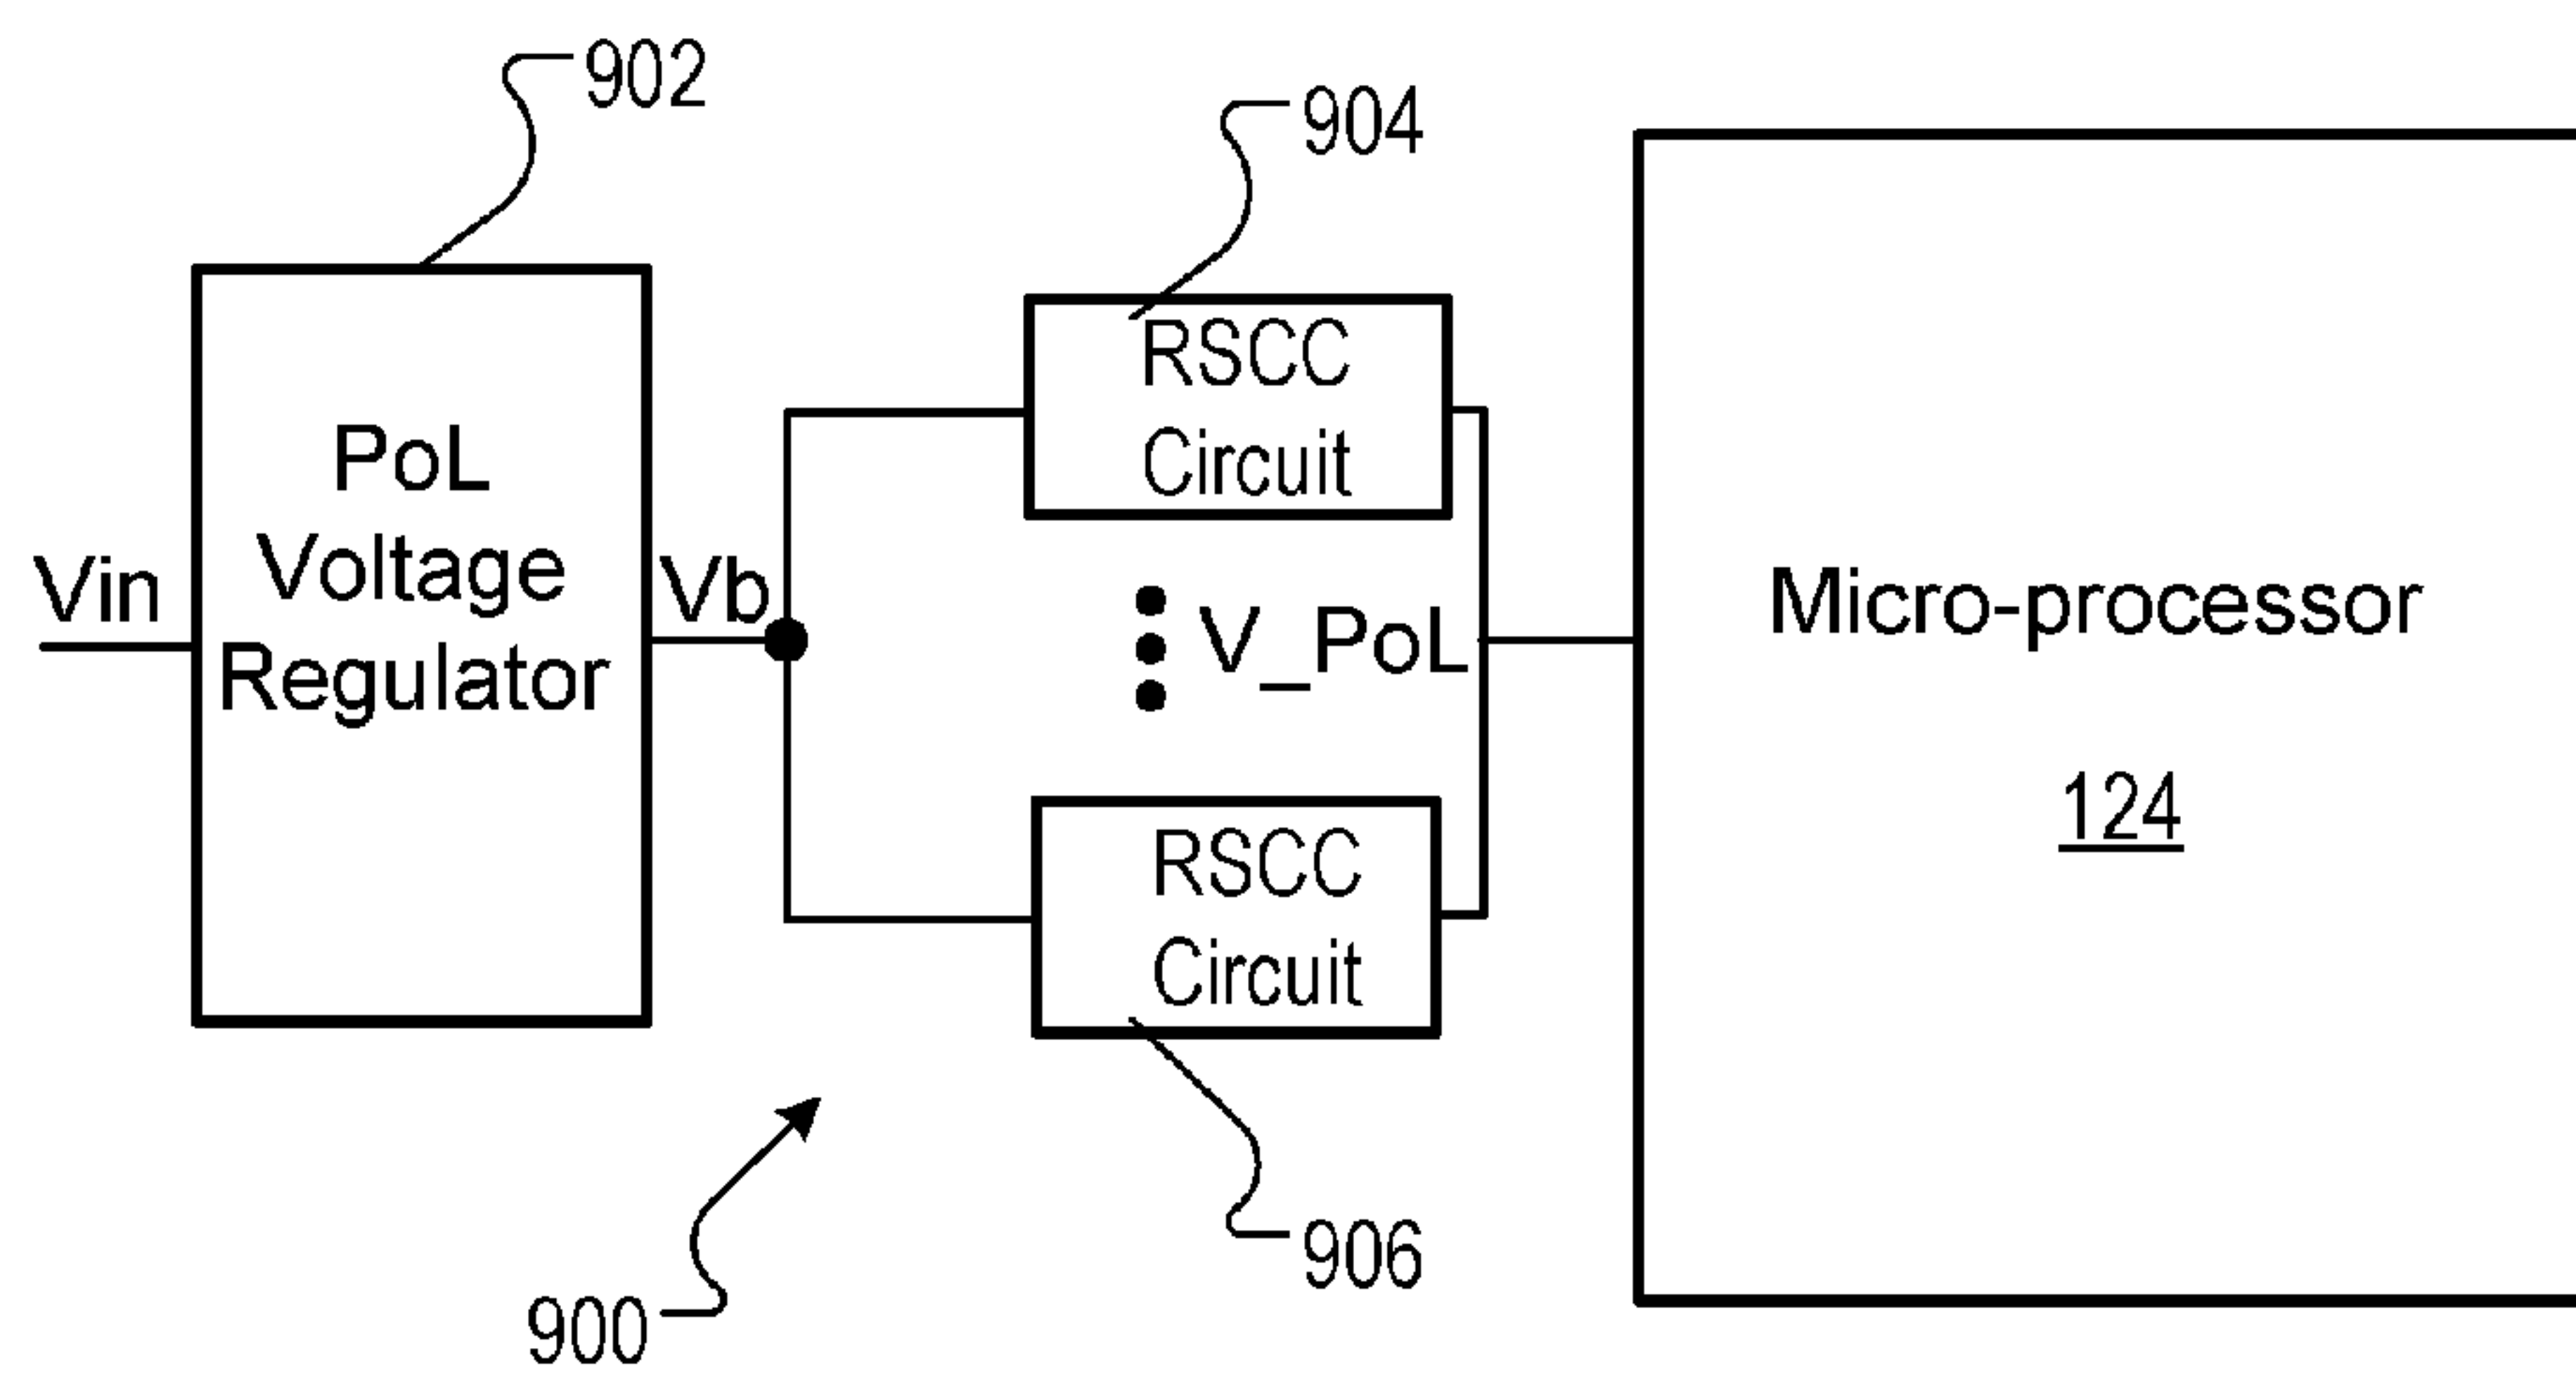 902
904
RSCC
Circuit
PoL
Voltage
Regulator
Vin
Vb
V_PoL
Micro-processor
124
RSCC
Circuit
906
900